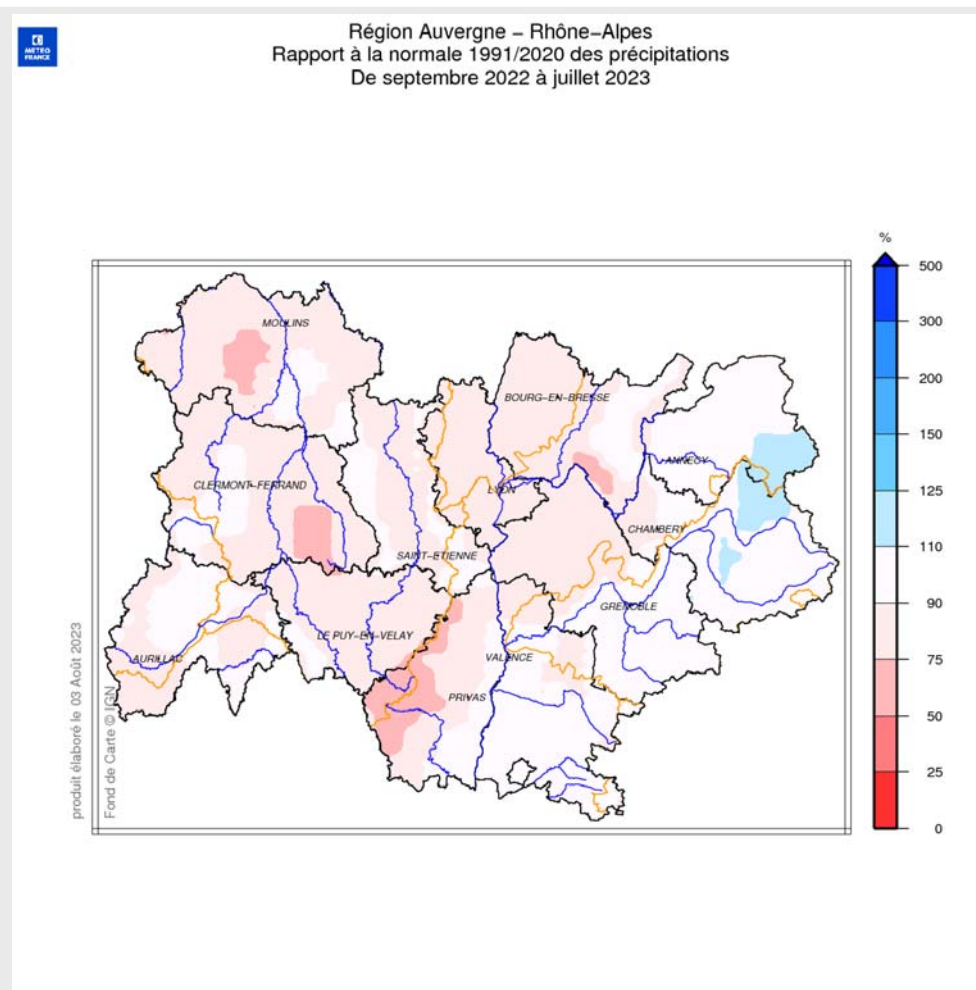 METEO
FRANCE
Région Auvergne – Rhône–Alpes
Rapport à la normale 1991/2020 des précipitations
De septembre 2022 à juillet 2023
%
500
300
200
150
125
110
90
75
50
25
0
MOULINS
BOURG–EN–BRESSE
ANNECY
CLERMONT–FERRAND
LYON
CHAMBERY
SAINT–ETIENNE
GRENOBLE
LE PUY–EN–VELAY
AURILLAC
VALENCE
PRIVAS
produit élaboré le 03 Août 2023
Fond de Carte © IGN